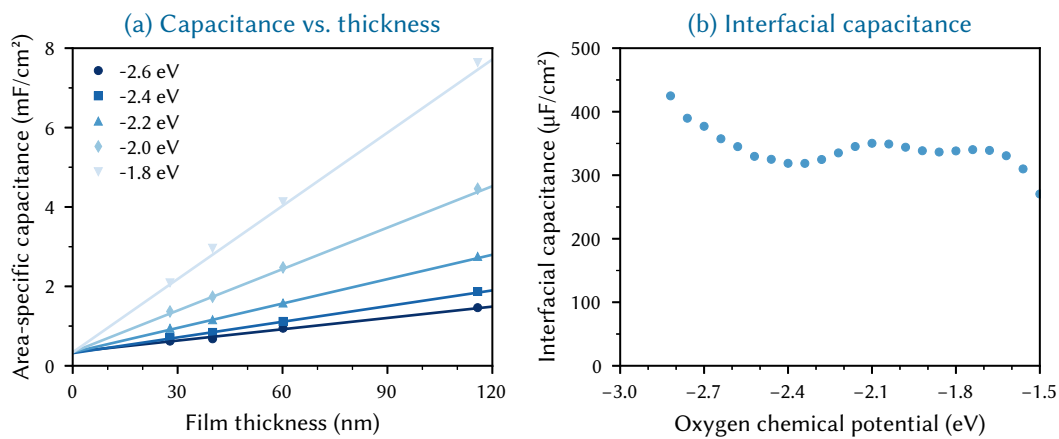 (a) Capacitance vs. thickness
Area-specific capacitance (mF/cm²)
8
6
4
2
0
-2.6 eV
-2.4 eV
-2.2 eV
-2.0 eV
-1.8 eV
0
30
60
90
120
Film thickness (nm)
(b) Interfacial capacitance
Interfacial capacitance (µF/cm²)
500
400
300
200
100
0
−3.0
−2.7
−2.4
−2.1
−1.8
−1.5
Oxygen chemical potential (eV)